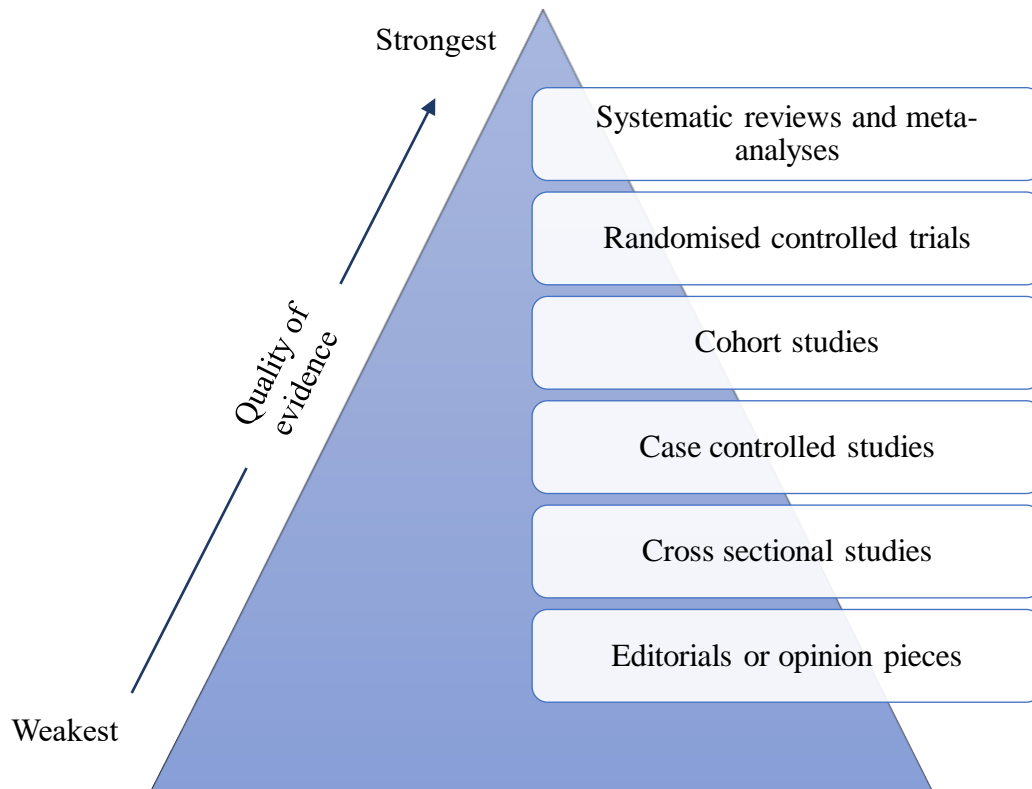 Strongest
Systematic reviews and meta-
analyses
Randomised controlled trials
Cohort studies
Quality of
evidence
Case controlled studies
Cross sectional studies
Editorials or opinion pieces
Weakest